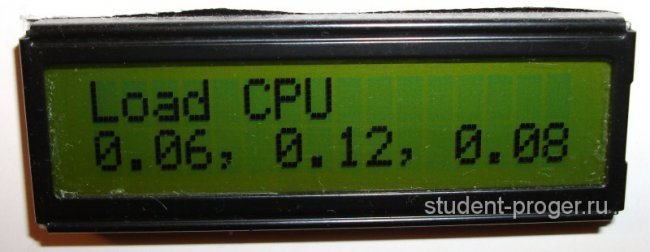 Load CPU
0.06, 0.12, 0.08
student-proger.ru